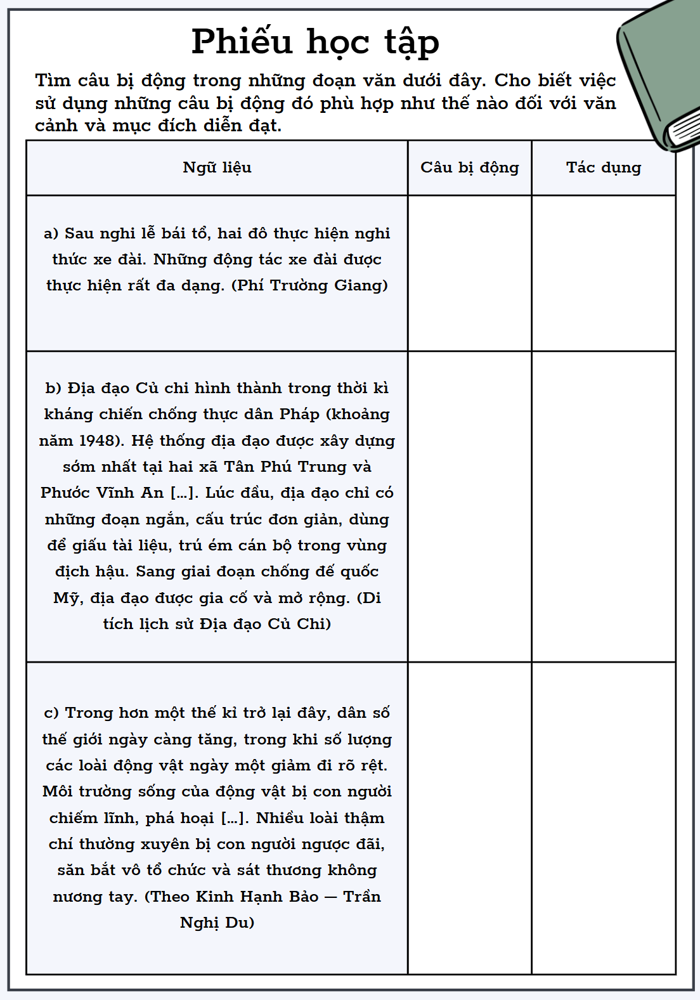 Phiếu học tập
Tìm câu bị động trong những đoạn văn dưới đây. Cho biết việc
sử dụng những câu bị động đó phù hợp như thế nào đối với văn
cảnh và mục đích diễn đạt.
Ngữ liệu
Câu bị động
Tác dụng
a) Sau nghi lễ bái tổ, hai đô thực hiện nghi
thức xe đài. Những động tác xe đài được
thực hiện rất đa dạng. (Phí Trường Giang)
b) Địa đạo Củ chi hình thành trong thời kì
kháng chiến chống thực dân Pháp (khoảng
năm 1948). Hệ thống địa đạo được xây dựng
sớm nhất tại hai xã Tân Phú Trung và
Phước Vĩnh An [...]. Lúc đầu, địa đạo chỉ có
những đoạn ngắn, cấu trúc đơn giản, dùng
để giấu tài liệu, trú ém cán bộ trong vùng
địch hậu. Sang giai đoạn chống đế quốc
Mỹ, địa đạo được gia cố và mở rộng. (Di
tích lịch sử Địa đạo Củ Chi)
c) Trong hơn một thế kỉ trở lại đây, dân số
thế giới ngày càng tăng, trong khi số lượng
các loài động vật ngày một giảm đi rõ rệt.
Môi trường sống của động vật bị con người
chiếm lĩnh, phá hoại [...]. Nhiều loài thậm
chí thường xuyên bị con người ngược đãi,
săn bắt vô tổ chức và sát thương không
nương tay. (Theo Kinh Hạnh Bảo — Trần
Nghị Du)